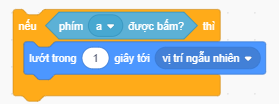 nếu phím a được bấm? thì
lướt trong 1 giây tới vị trí ngẫu nhiên